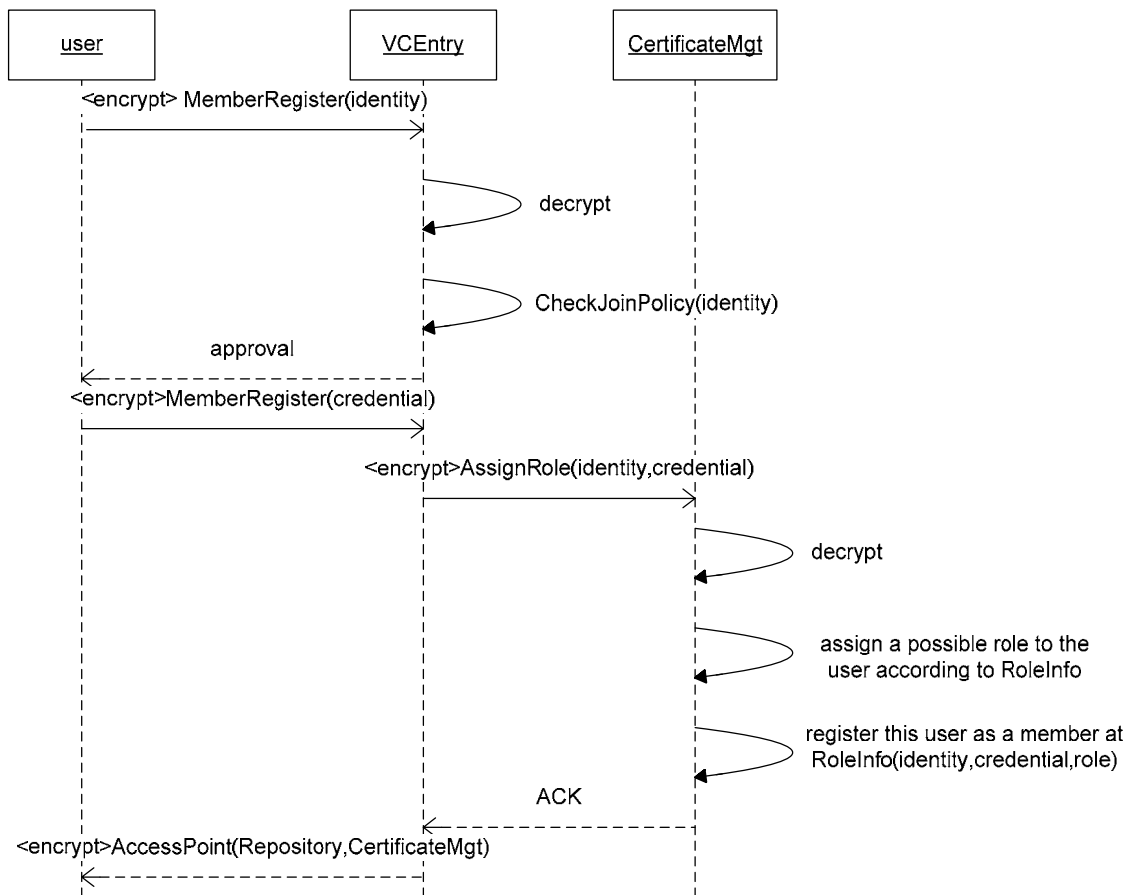 user
VCEntry
CertificateMgt
<encrypt> MemberRegister(identity)
decrypt
CheckJoinPolicy(identity)
approval
<encrypt>MemberRegister(credential)
<encrypt>AssignRole(identity,credential)
decrypt
assign a possible role to the
user according to RoleInfo
register this user as a member at
RoleInfo(identity,credential,role)
ACK
<encrypt>AccessPoint(Repository,CertificateMgt)